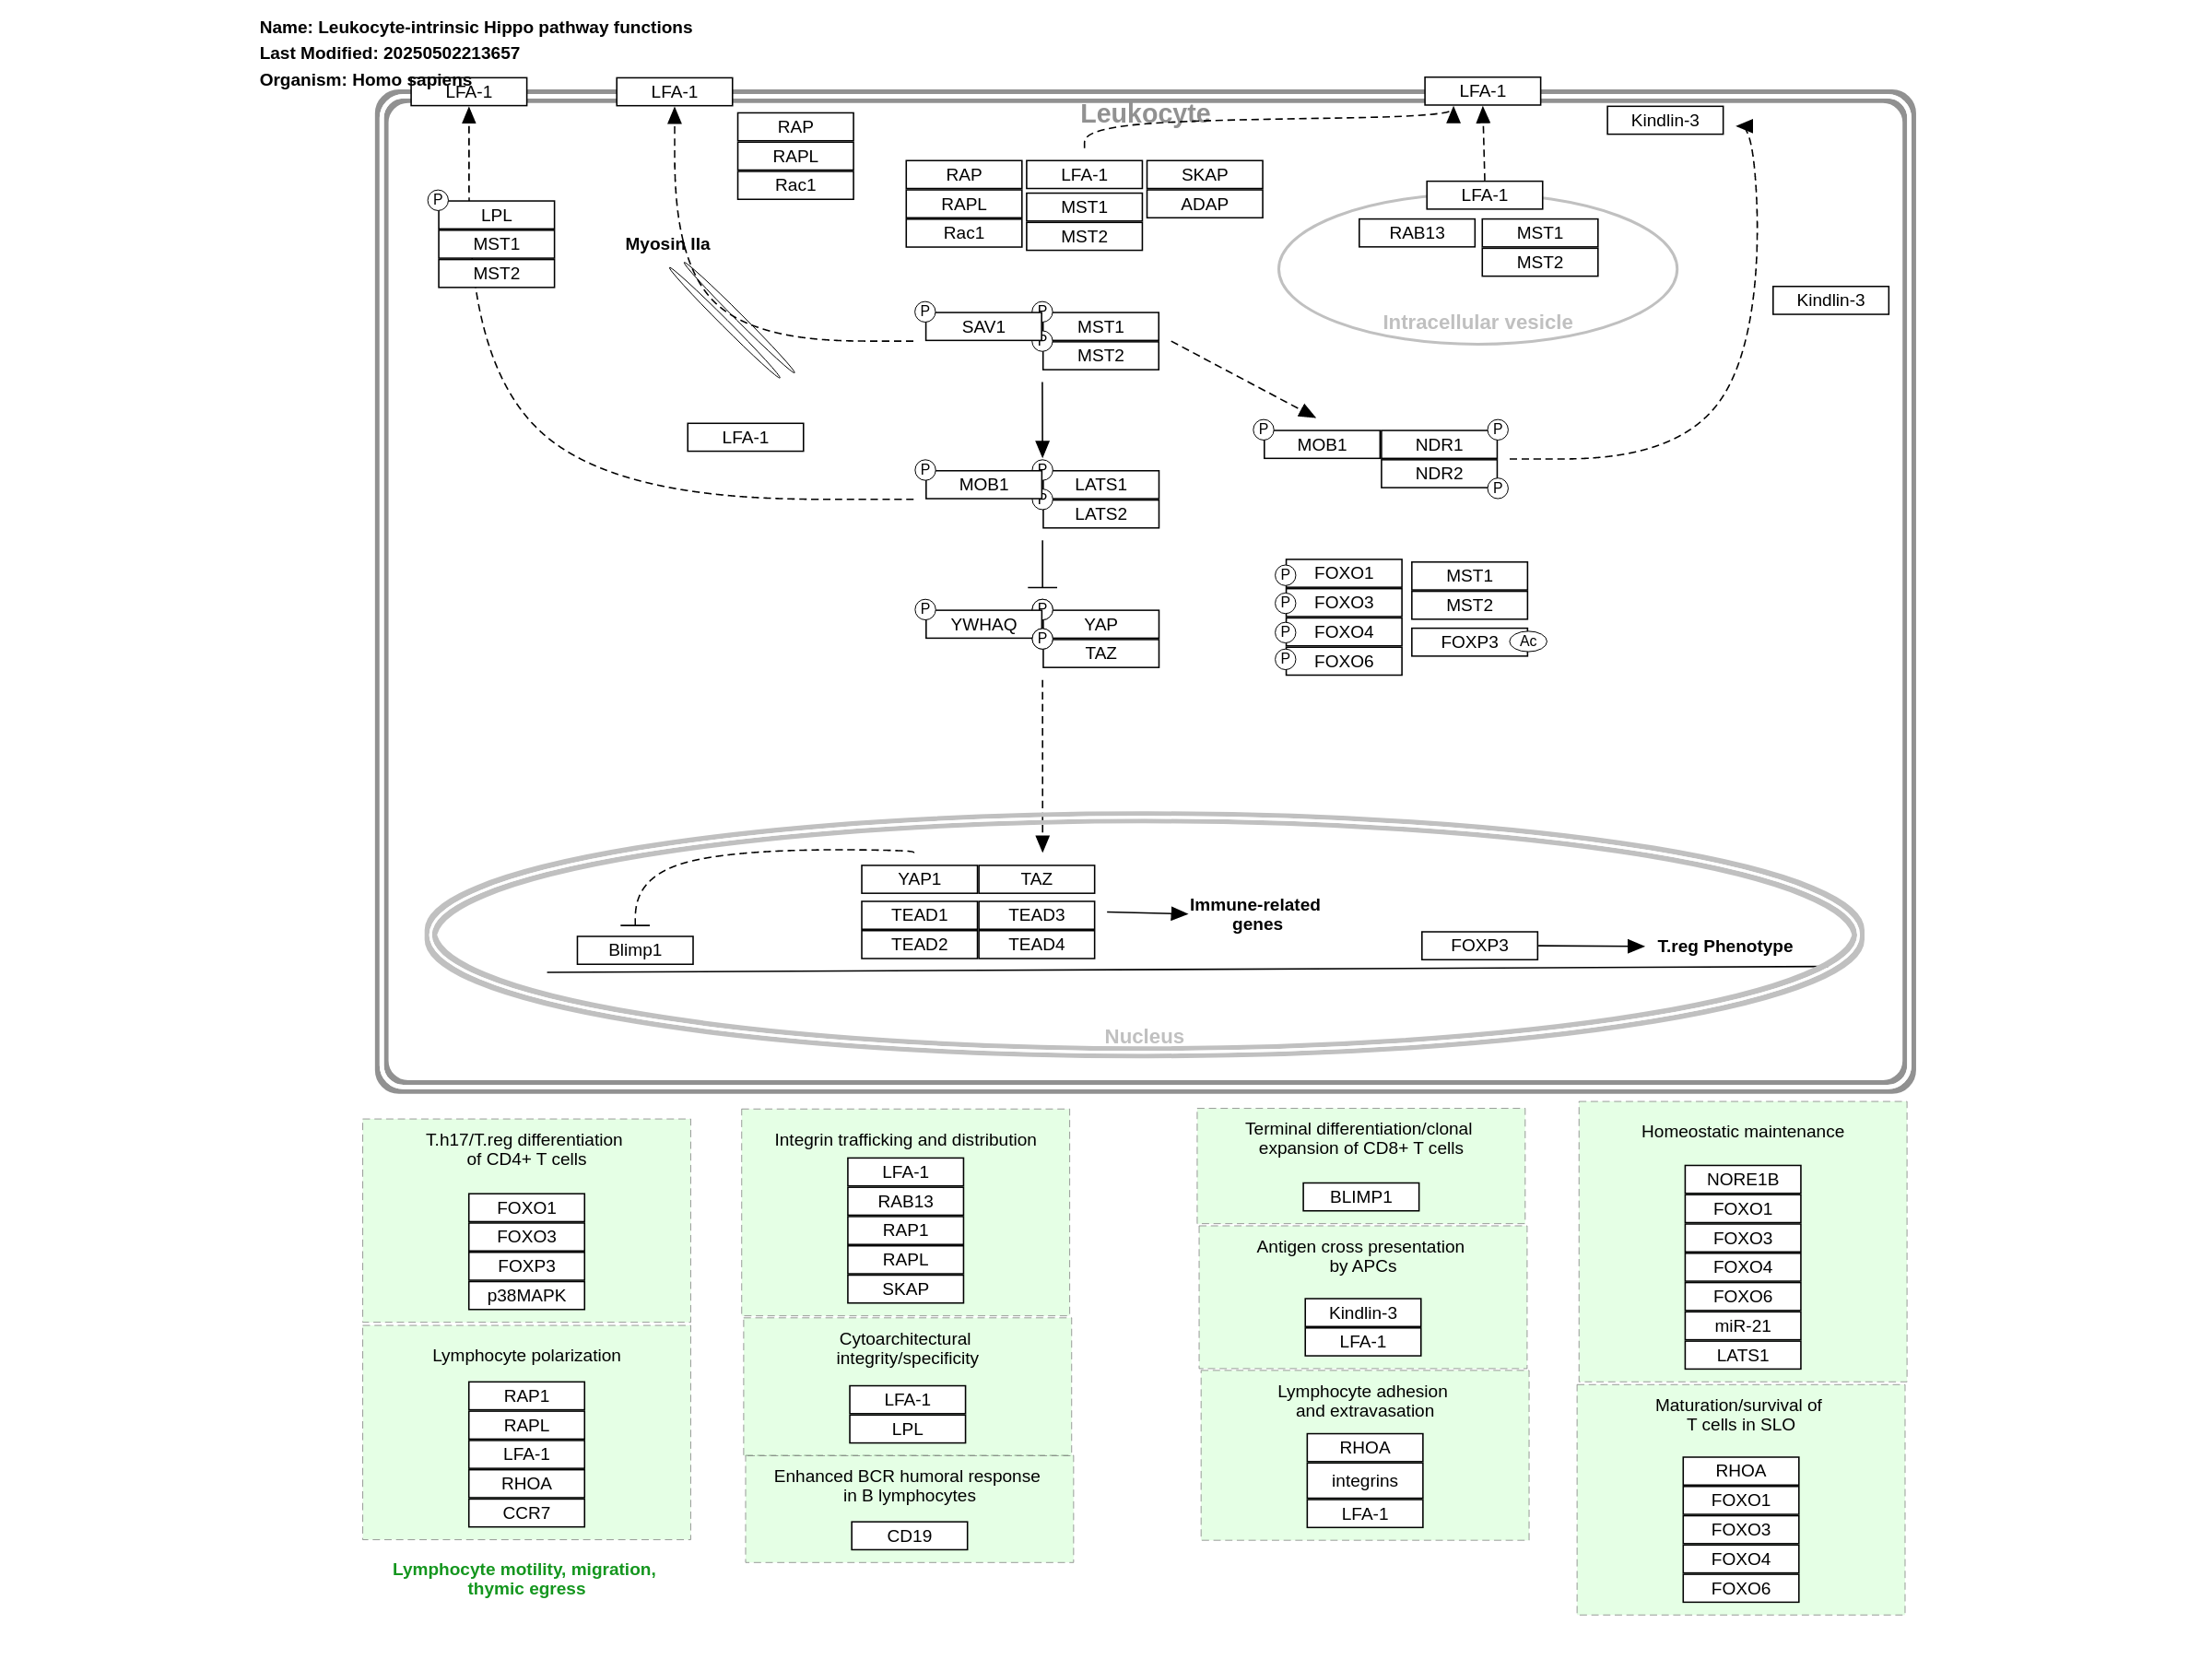 Name: Leukocyte-intrinsic Hippo pathway functions
Last Modified: 20250502213657
Organism: Homo sapiens
LFA-1
LFA-1
LFA-1
Leukocyte
Kindlin-3
RAP
RAPL
Rac1
RAP
RAPL
Rac1
LFA-1
MST1
MST2
SKAP
ADAP
LFA-1
RAB13
MST1
MST2
Intracellular vesicle
Kindlin-3
P
LPL
MST1
MST2
Myosin IIa
P
SAV1
P
MST1
P
MST2
LFA-1
P
MOB1
NDR1
P
NDR2
P
P
MOB1
P
LATS1
P
LATS2
P
FOXO1
P
FOXO3
P
FOXO4
P
FOXO6
MST1
MST2
FOXP3
Ac
P
YWHAQ
P
YAP
P
TAZ
YAP1
TAZ
TEAD1
TEAD3
TEAD2
TEAD4
Immune-related
genes
Blimp1
FOXP3
T.reg Phenotype
Nucleus
T.h17/T.reg differentiation
of CD4+ T cells
FOXO1
FOXO3
FOXP3
p38MAPK
Lymphocyte polarization
RAP1
RAPL
LFA-1
RHOA
CCR7
Lymphocyte motility, migration,
thymic egress
Integrin trafficking and distribution
LFA-1
RAB13
RAP1
RAPL
SKAP
Cytoarchitectural
integrity/specificity
LFA-1
LPL
Enhanced BCR humoral response
in B lymphocytes
CD19
Terminal differentiation/clonal
expansion of CD8+ T cells
BLIMP1
Antigen cross presentation
by APCs
Kindlin-3
LFA-1
Lymphocyte adhesion
and extravasation
RHOA
integrins
LFA-1
Homeostatic maintenance
NORE1B
FOXO1
FOXO3
FOXO4
FOXO6
miR-21
LATS1
Maturation/survival of
T cells in SLO
RHOA
FOXO1
FOXO3
FOXO4
FOXO6